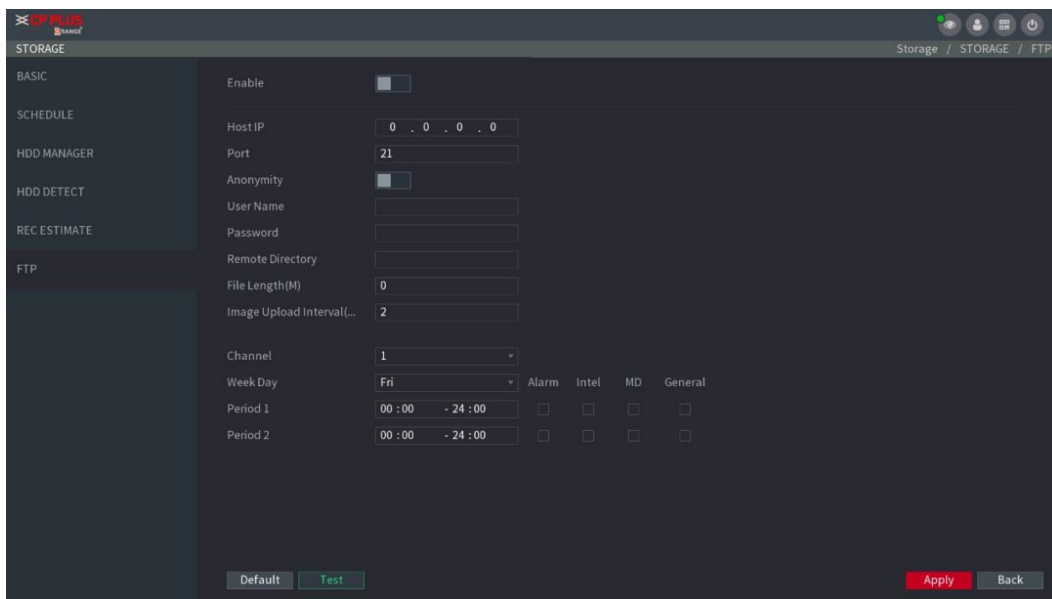 CP PLUS
ORANGE
STORAGE
Storage / STORAGE / FTP
BASIC
SCHEDULE
HDD MANAGER
HDD DETECT
REC ESTIMATE
FTP
Enable
Host IP 0 . 0 . 0 . 0
Port 21
Anonymity
User Name
Password
Remote Directory
File Length(M) 0
Image Upload Interval(... 2
Channel 1
Week Day Fri Alarm Intel MD General
Period 1 00 : 00 - 24 : 00
Period 2 00 : 00 - 24 : 00
Default Test Apply Back